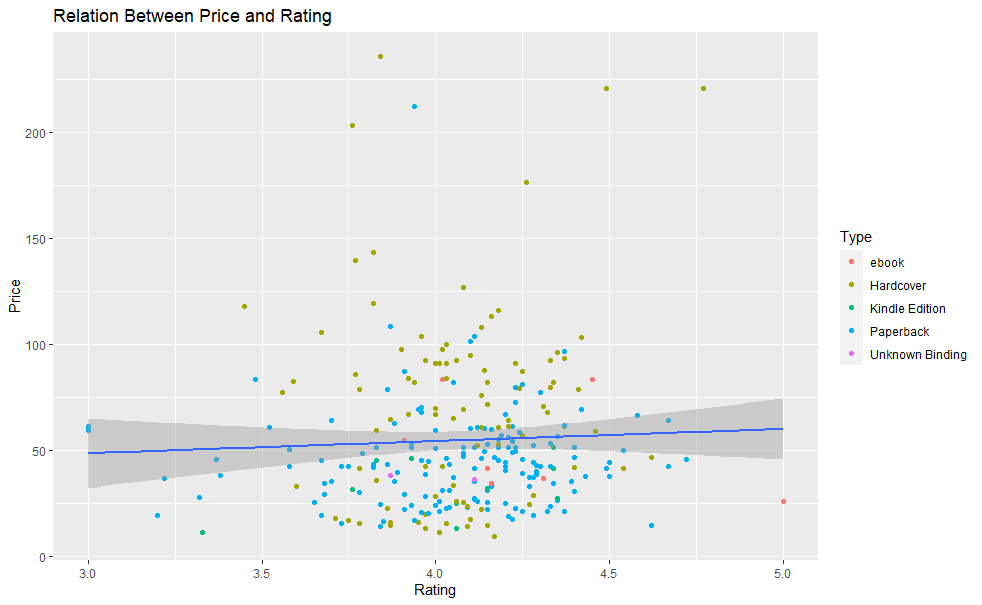 Relation Between Price and Rating
200
150
100
50
0
Price
3.0 3.5 4.0 4.5 5.0
Rating
Type
ebook
Hardcover
Kindle Edition
Paperback
Unknown Binding